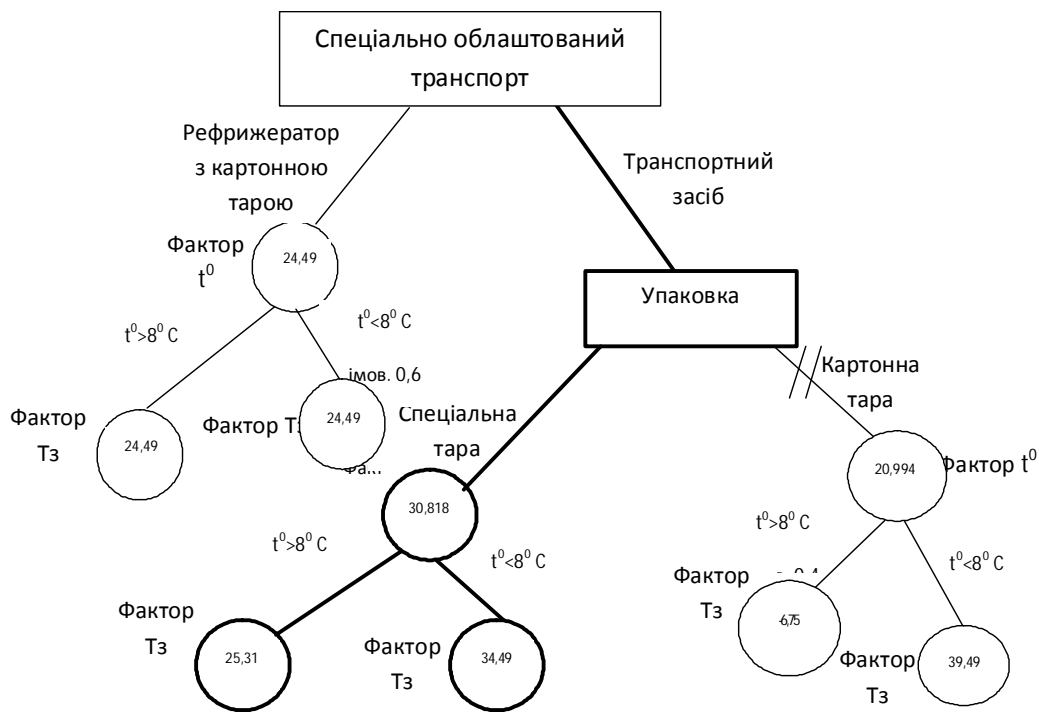 Спеціально облаштований
транспорт
Рефрижератор
з картонною
тарою
Транспортний
засіб
Фактор
t⁰
24,49
Упаковка
t⁰>8⁰ С
t⁰<8⁰ С
імов. 0,6
Картонна
тара
Фактор
Тз
24,49
Фактор Тз
24,49
Спеціальна
тара
20,994
Фактор t⁰
30,818
t⁰>8⁰ С
t⁰<8⁰ С
t⁰>8⁰ С
t⁰<8⁰ С
Фактор
Тз
-6,75
Фактор
Тз
25,31
Фактор
Тз
34,49
Фактор
Тз
39,49